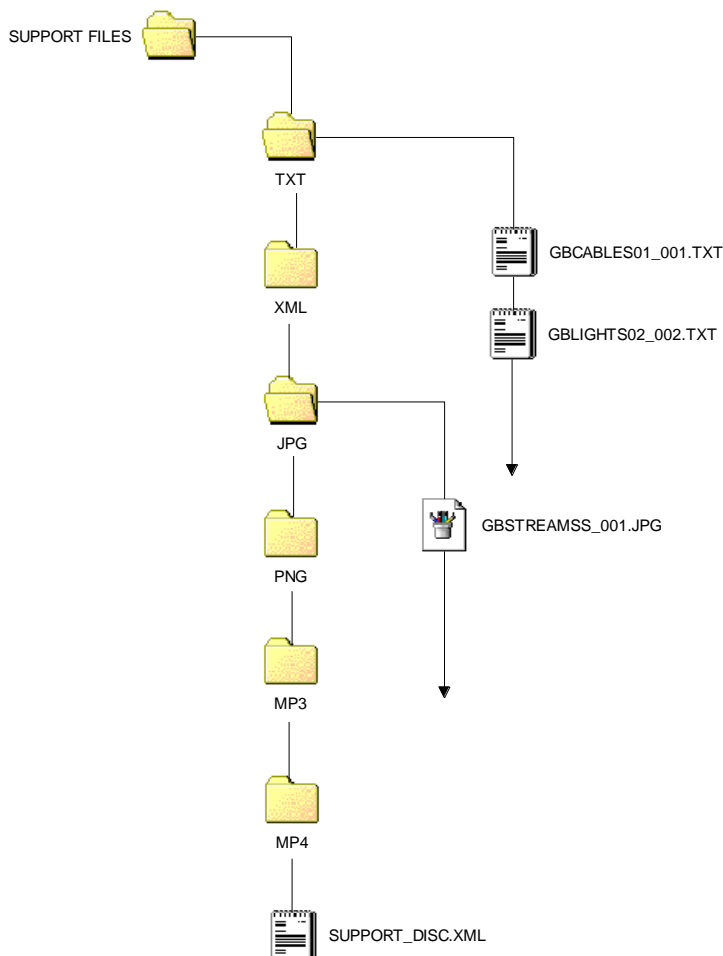 SUPPORT FILES
TXT
GBCABLES01_001.TXT
XML
GBLIGHTS02_002.TXT
JPG
GBSTREAMSS_001.JPG
PNG
MP3
MP4
SUPPORT_DISC.XML